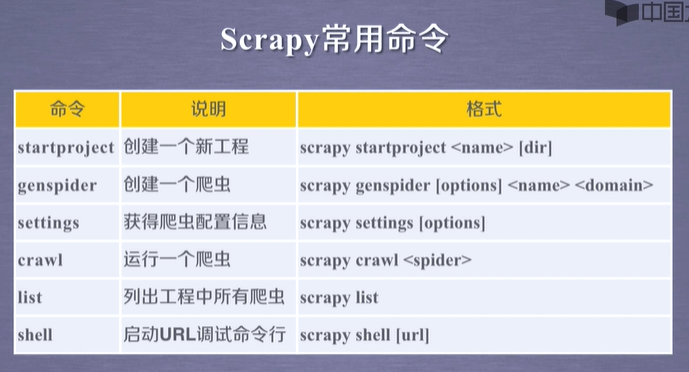 中国大
Scrapy常用命令
命令 说明 格式
startproject 创建一个新工程 scrapy startproject <name> [dir]
genspider 创建一个爬虫 scrapy genspider [options] <name> <domain>
settings 获得爬虫配置信息 scrapy settings [options]
crawl 运行一个爬虫 scrapy crawl <spider>
list 列出工程中所有爬虫 scrapy list
shell 启动URL调试命令行 scrapy shell [url]